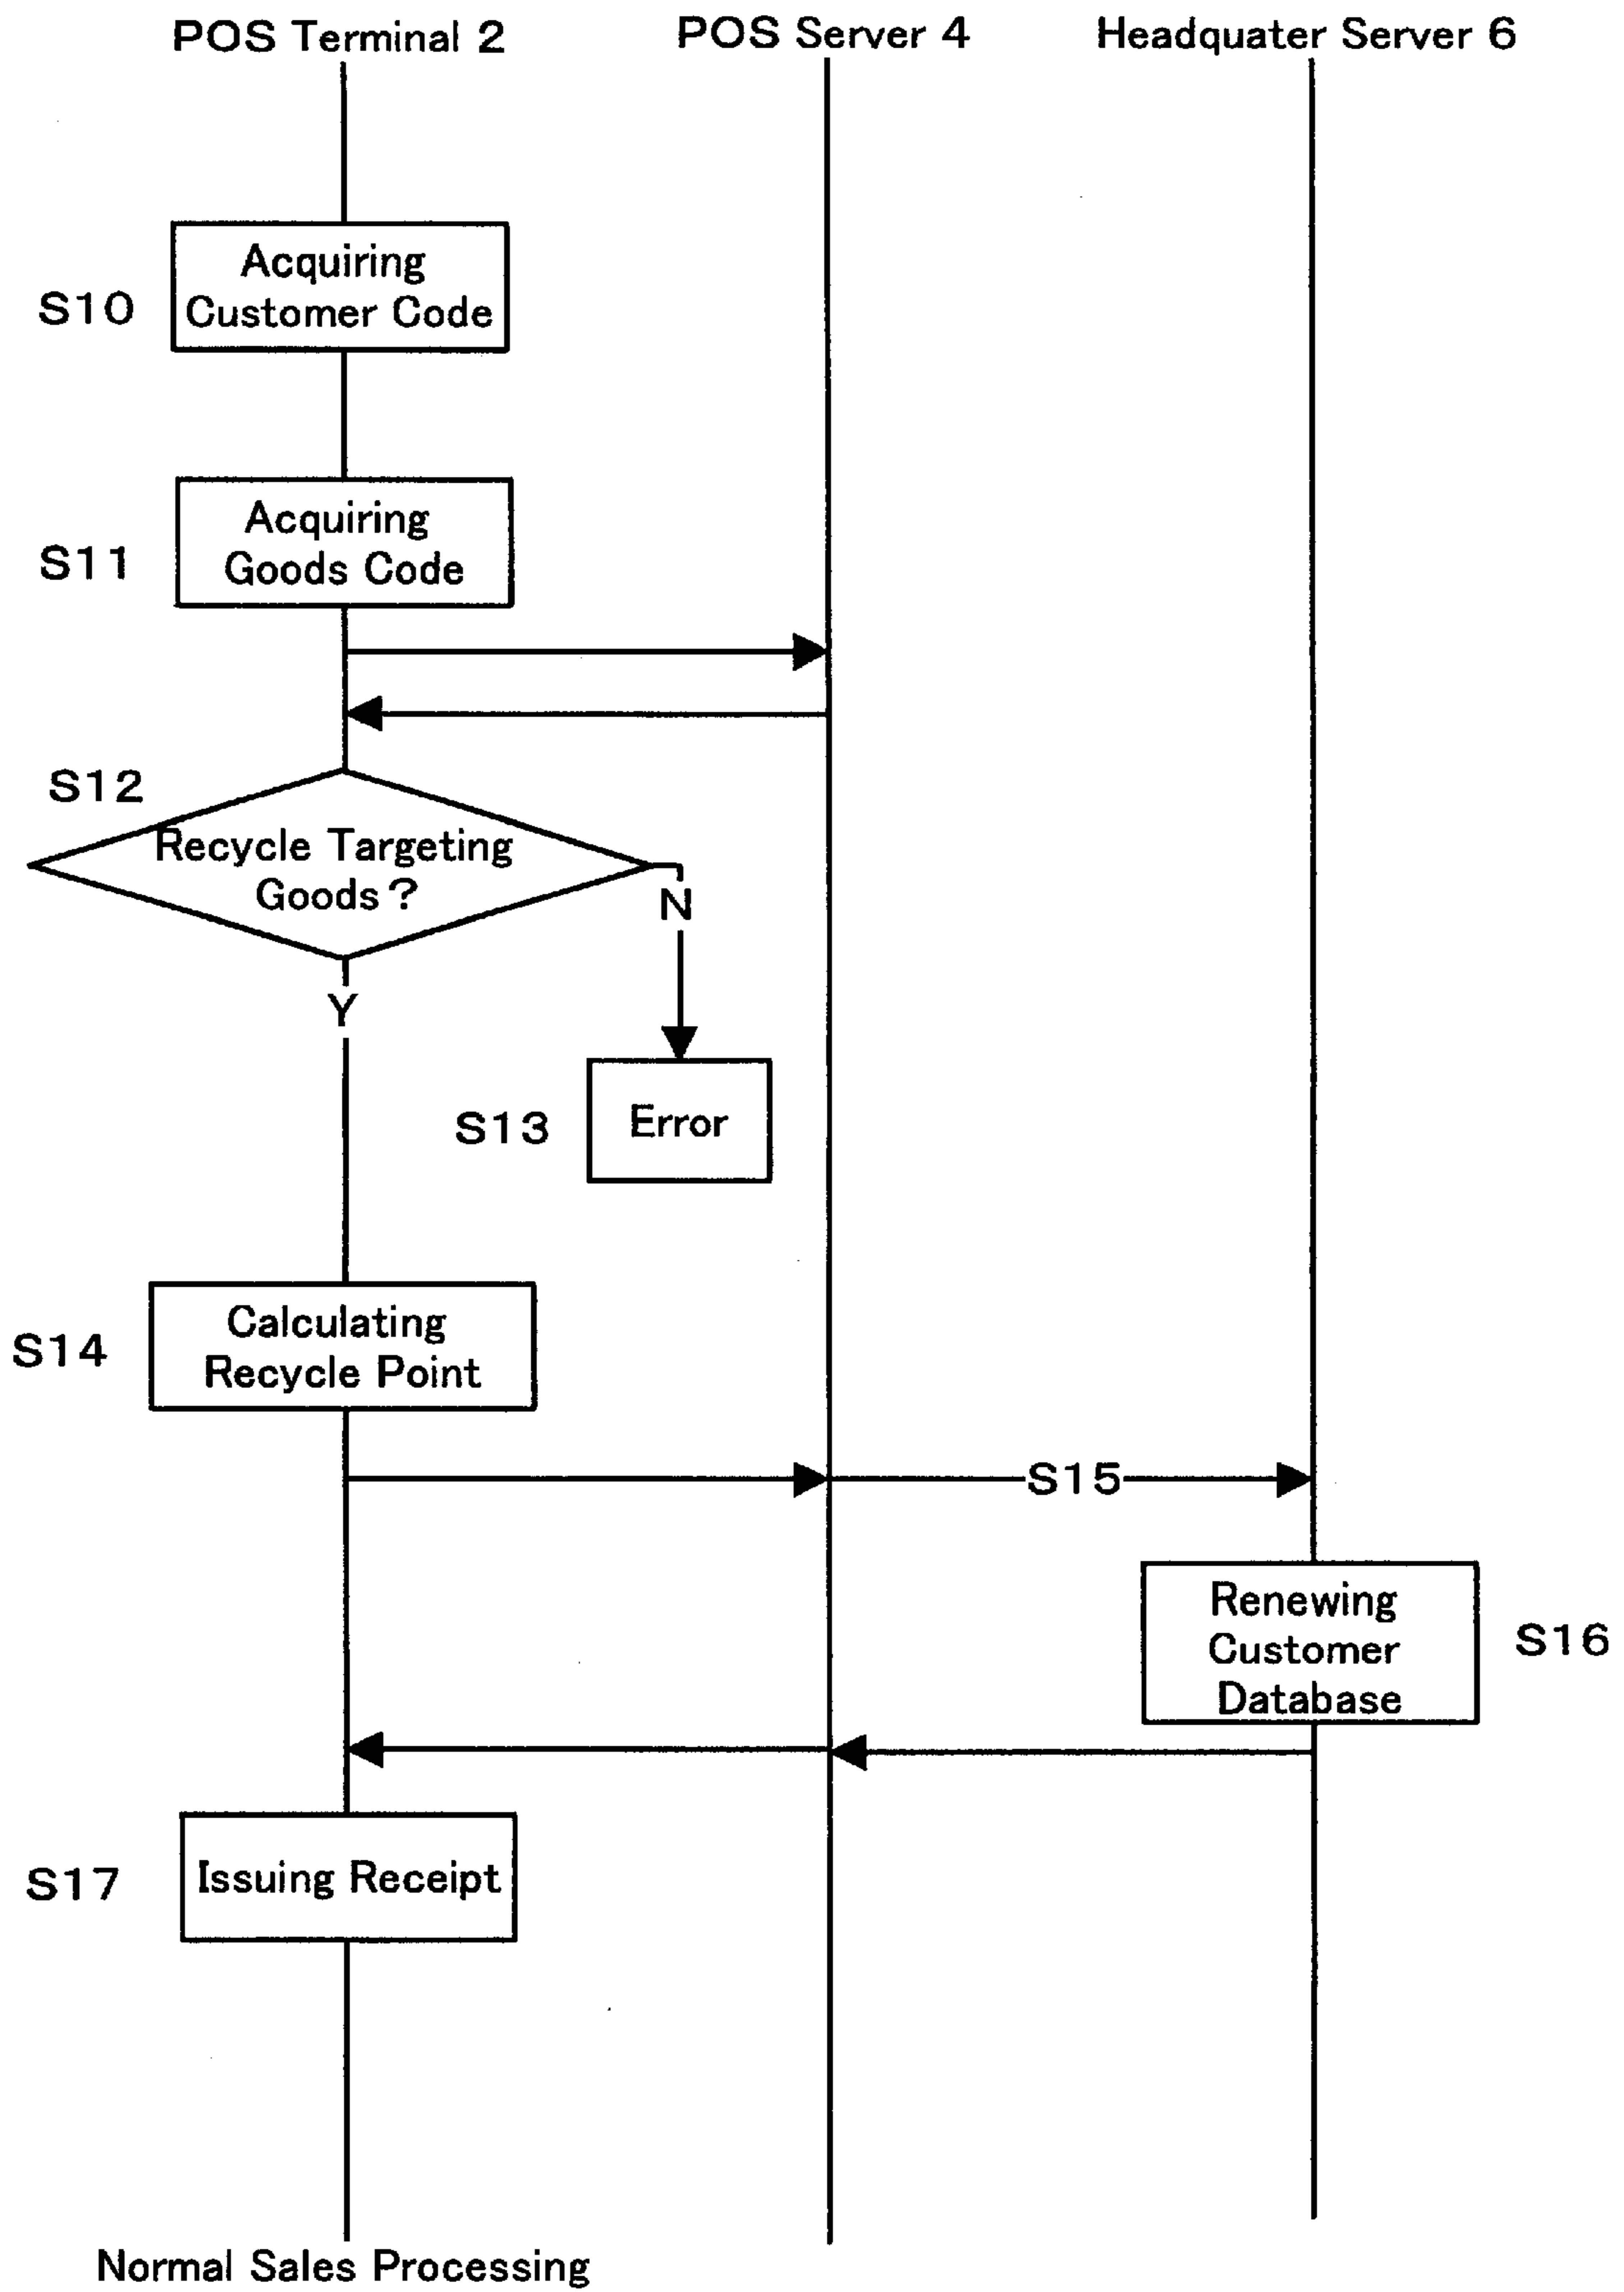 POS Terminal 2
POS Server 4
Headquater Server 6
Acquiring
Customer Code
S10
Acquiring
Goods Code
S11
S12
Recycle Targeting
Goods?
N
Y
S13
Error
Calculating
Recycle Point
S14
S15
Renewing
Customer
Database
S16
Issuing Receipt
S17
Normal Sales Processing